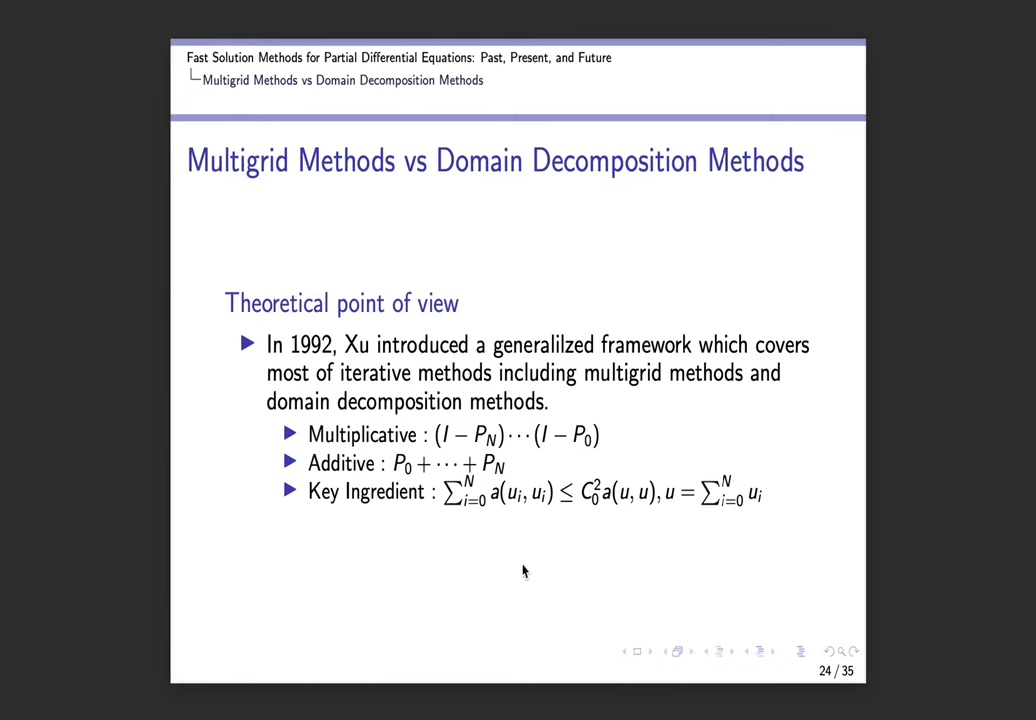 Fast Solution Methods for Partial Differential Equations: Past, Present, and Future
Multigrid Methods vs Domain Decomposition Methods
Multigrid Methods vs Domain Decomposition Methods
Theoretical point of view
In 1992, Xu introduced a generalilzed framework which covers
most of iterative methods including multigrid methods and
domain decomposition methods.
Multiplicative : (I − P_N) ⋯ (I − P_0)
Additive : P_0 + ⋯ + P_N
Key Ingredient : ∑_{i=0}^N a(u_i, u_i) ≤ C_0^2 a(u, u), u = ∑_{i=0}^N u_i
24 / 35